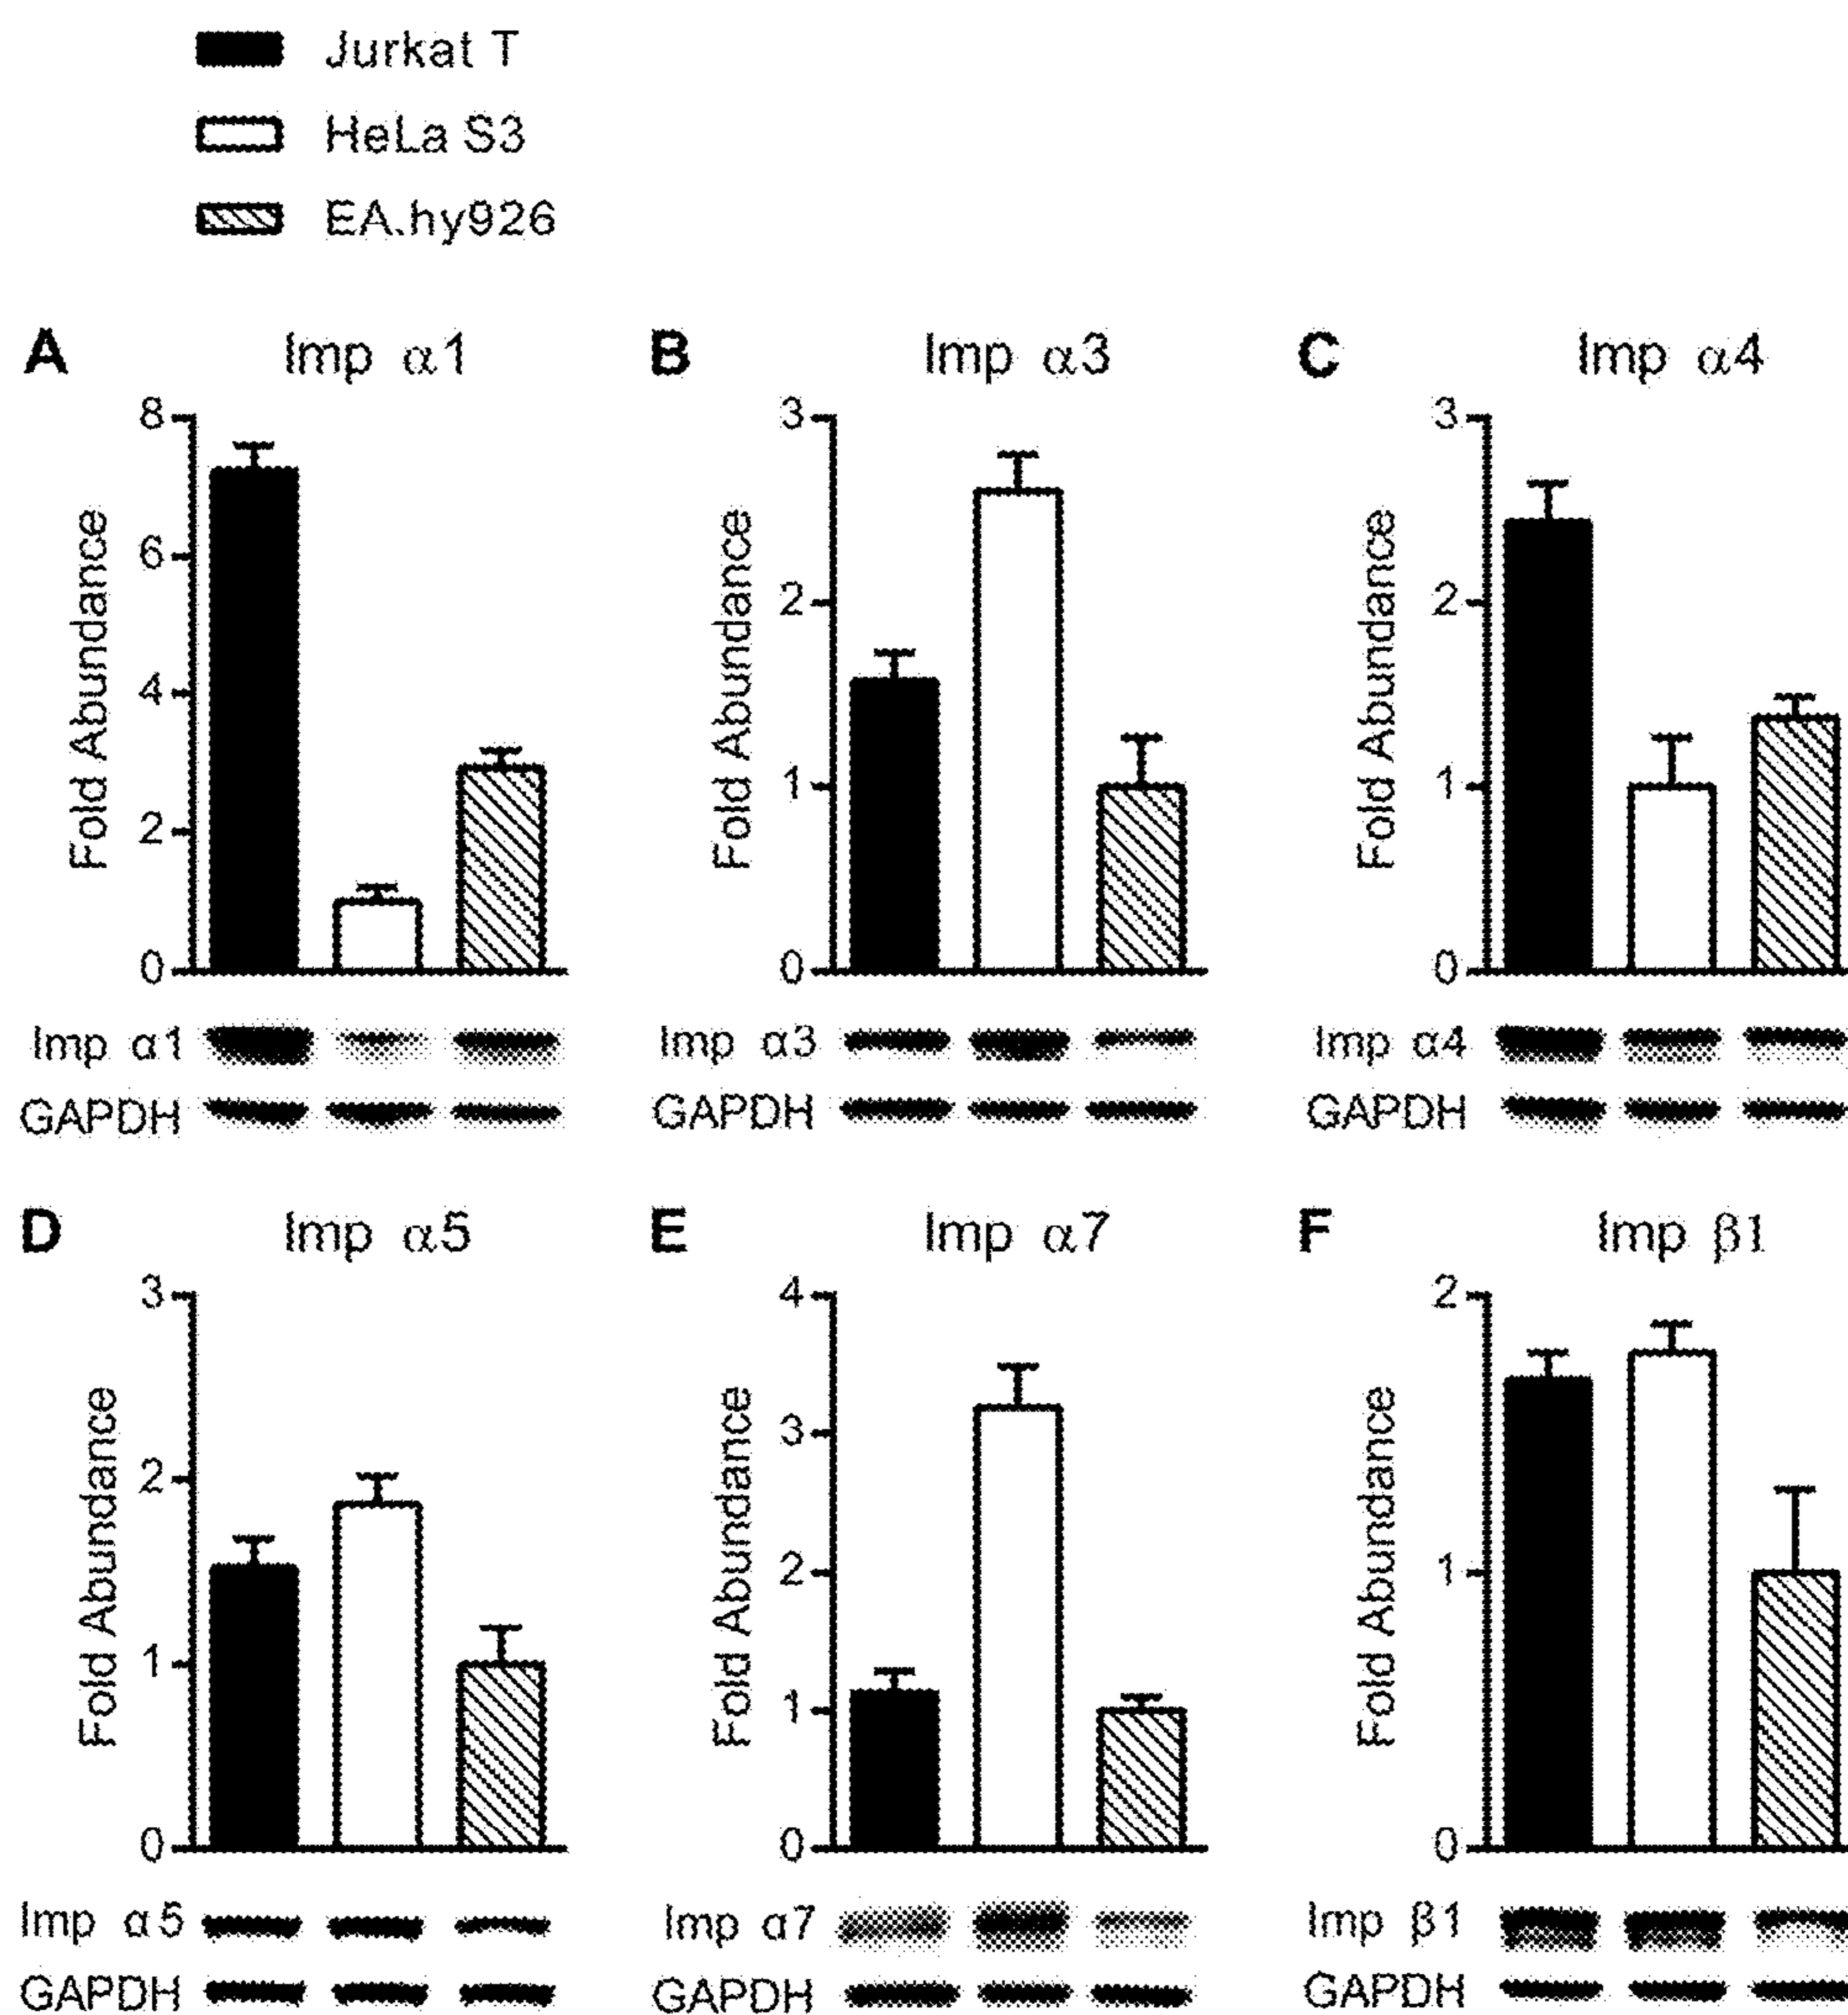 Jurkat T
HeLa S3
EA.hy926
A Imp α1
8
6
4
2
0
Fold Abundance
Imp α1
GAPDH
B Imp α3
3
2
1
0
Fold Abundance
Imp α3
GAPDH
C Imp α4
3
2
1
0
Fold Abundance
Imp α4
GAPDH
D Imp α5
3
2
1
0
Fold Abundance
Imp α5
GAPDH
E Imp α7
4
3
2
1
0
Fold Abundance
Imp α7
GAPDH
F Imp β1
2
1
0
Fold Abundance
Imp β1
GAPDH